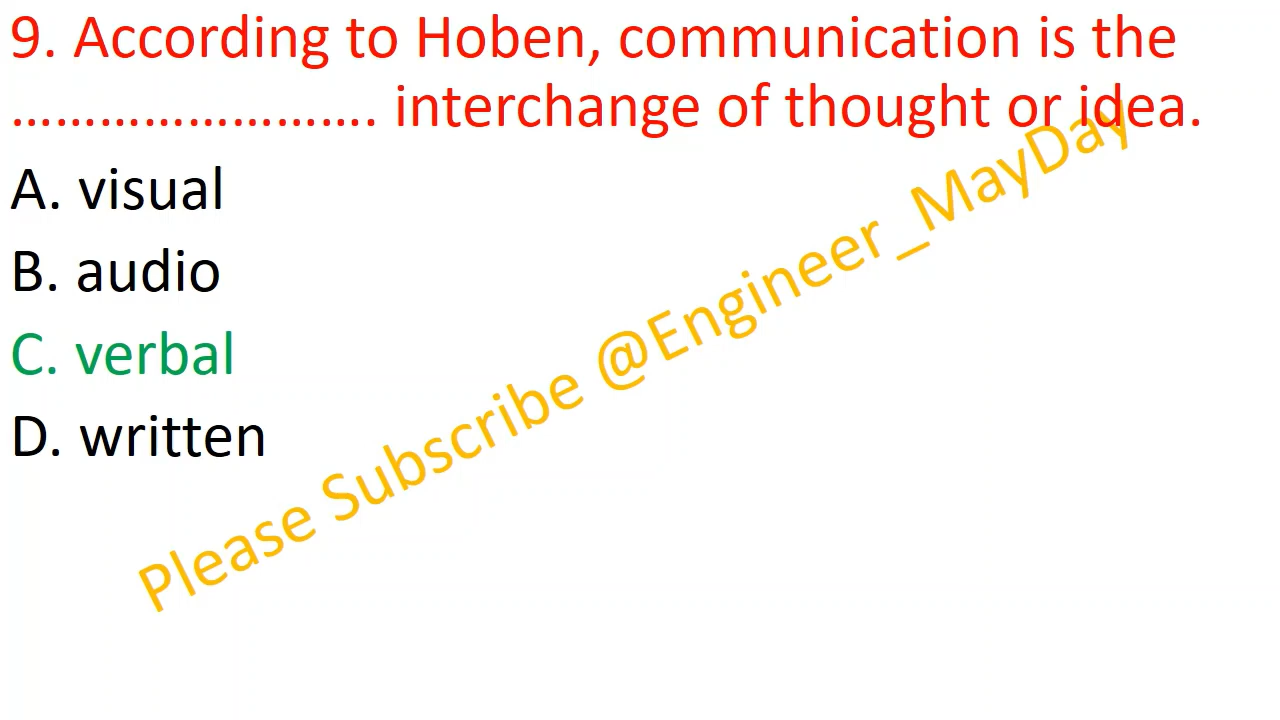 9. According to Hoben, communication is the
……………………. interchange of thought or idea.
A. visual
B. audio
C. verbal
D. written
Please Subscribe @Engineer_MayDay